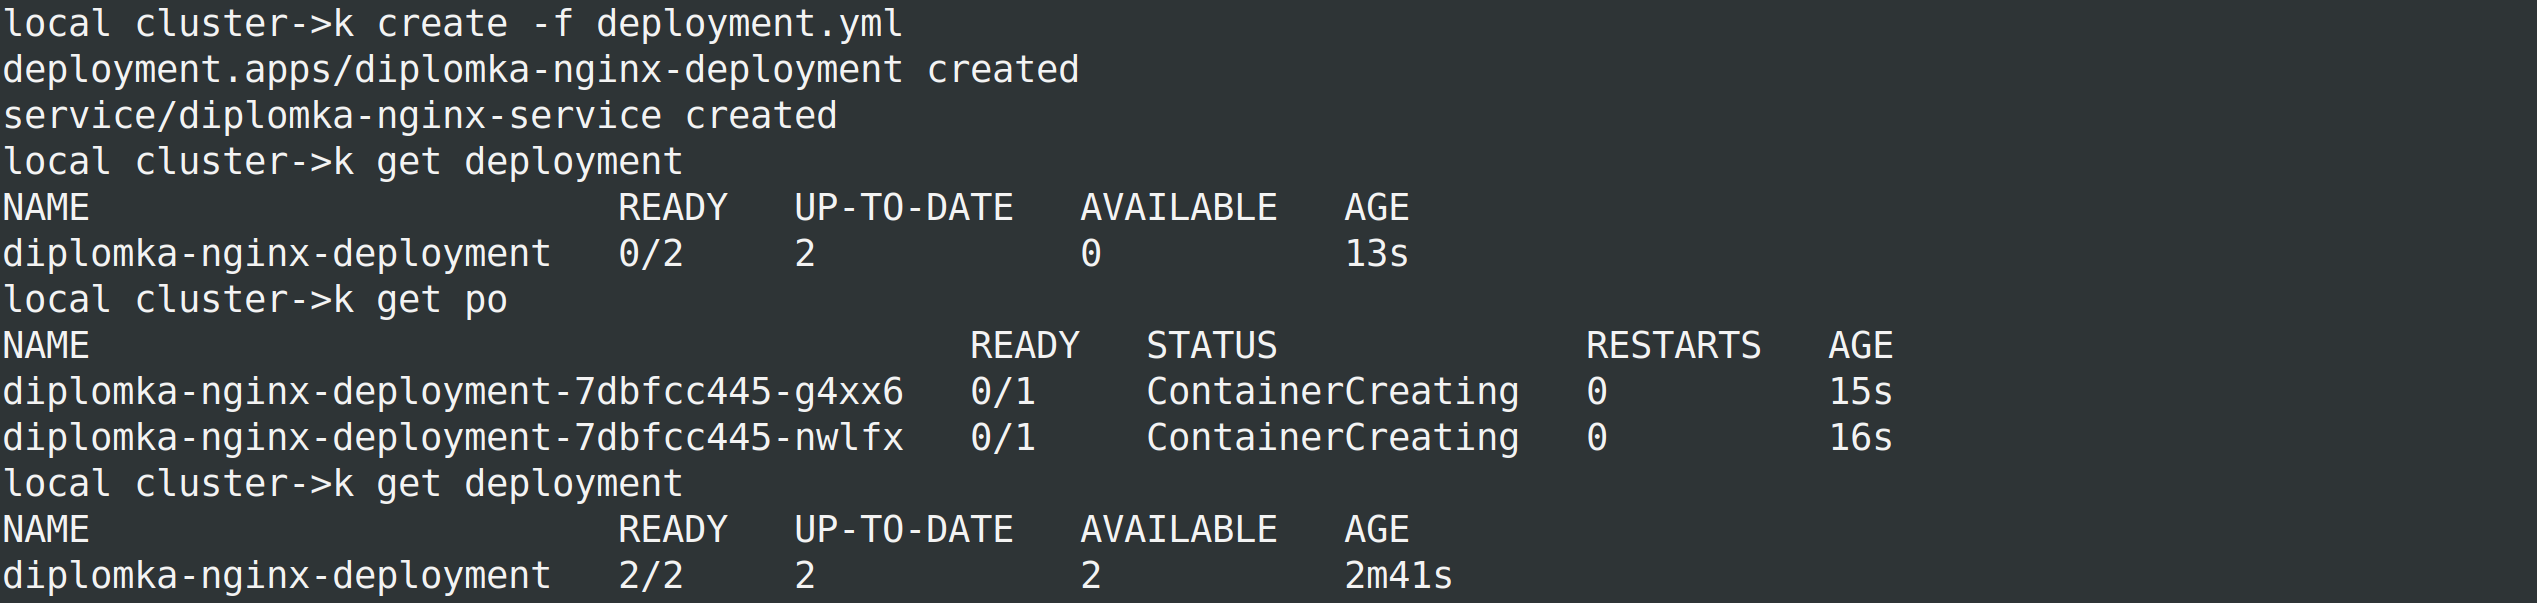 local cluster->k create -f deployment.yml
deployment.apps/diplomka-nginx-deployment created
service/diplomka-nginx-service created
local cluster->k get deployment
NAME                        READY   UP-TO-DATE   AVAILABLE   AGE
diplomka-nginx-deployment   0/2     2            0           13s
local cluster->k get po
NAME                                        READY   STATUS              RESTARTS   AGE
diplomka-nginx-deployment-7dbfcc445-g4xx6   0/1     ContainerCreating   0          15s
diplomka-nginx-deployment-7dbfcc445-nwlfx   0/1     ContainerCreating   0          16s
local cluster->k get deployment
NAME                        READY   UP-TO-DATE   AVAILABLE   AGE
diplomka-nginx-deployment   2/2     2            2           2m41s